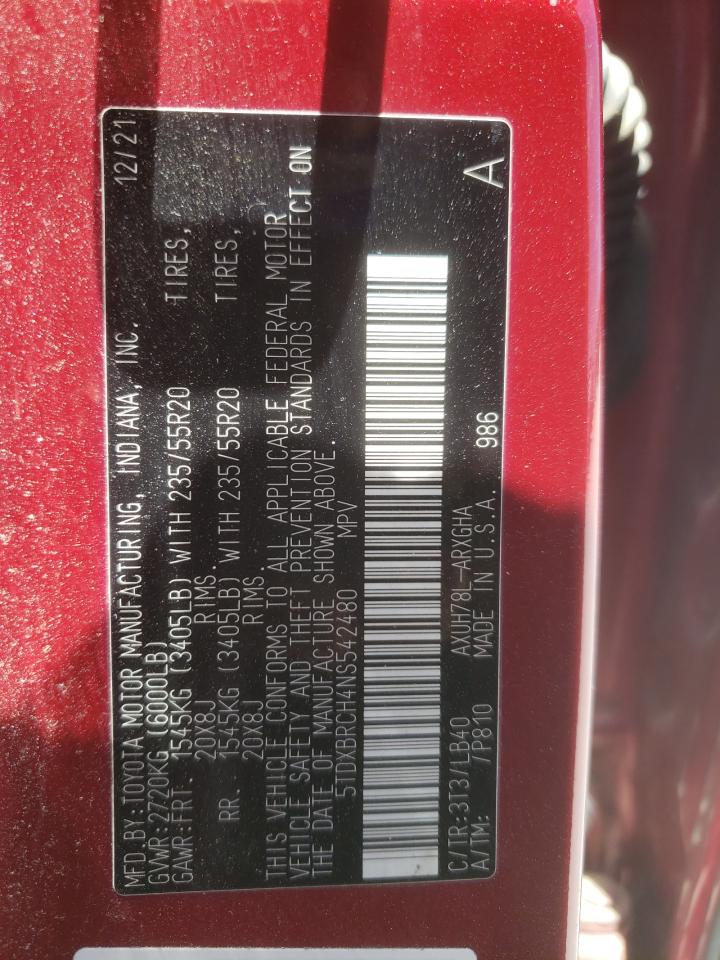 MFD.BY:TOYOTA MOTOR MANUFACTURING, INDIANA, INC. 12/21
GVWR:2720KG (6000LB)
GAWR:FRT. 1545KG (3405LB) WITH 235/55R20 TIRES,
20X8J RIMS.
RR. 1545KG (3405LB) WITH 235/55R20 TIRES,
20X8J RIMS.
THIS VEHICLE CONFORMS TO ALL APPLICABLE FEDERAL MOTOR
VEHICLE SAFETY AND THEFT PREVENTION STANDARDS IN EFFECT ON
THE DATE OF MANUFACTURE SHOWN ABOVE.
5TDXBRCH4NS542480 MPV
C/TR:3T3/LB40 AXUH78L-ARXGHA 986 A
A/TM: /P810 MADE IN U.S.A.